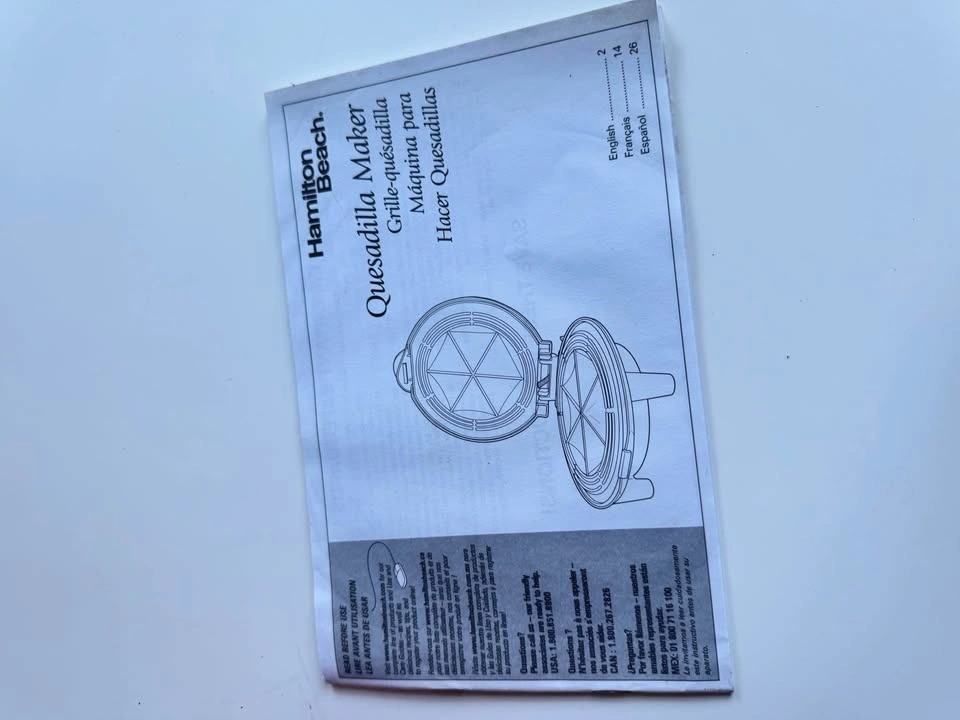 READ BEFORE USE
LIRE AVANT UTILISATION
LEA ANTES DE USAR
Questions?
Please call us – our friendly
associates are ready to help.
USA: 1.800.851.8900
Questions ?
N'hésitez pas à nous appeler –
nos associés s'empresseront
de vous aider.
CAN : 1.800.267.2826
¿Preguntas?
Por favor llámenos – nuestros
amables representantes están
listos para ayudar.
MEX: 01 800 71 16 100
Le invitamos a leer cuidadosamente
este instructivo antes de usar su
aparato.
Hamilton
Beach.
Quesadilla Maker
Grille-quésadilla
Máquina para
Hacer Quesadillas
English .................. 2
Français ............... 14
Español ................ 26